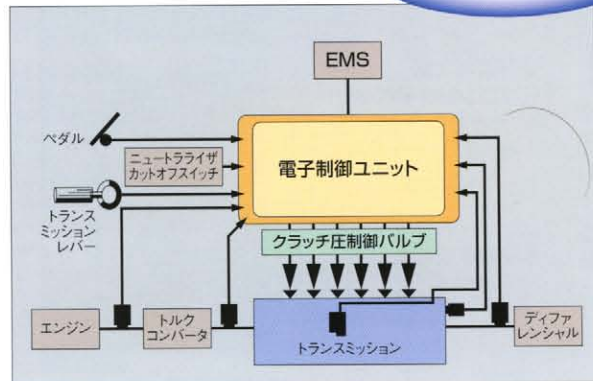 EMS
ペダル
ニュートラライザ
カットオフスイッチ
電子制御ユニット
トランス
ミッション
レバー
クラッチ圧制御バルブ
エンジン
トルク
コンバータ
トランスミッション
ディファ
レンシャル